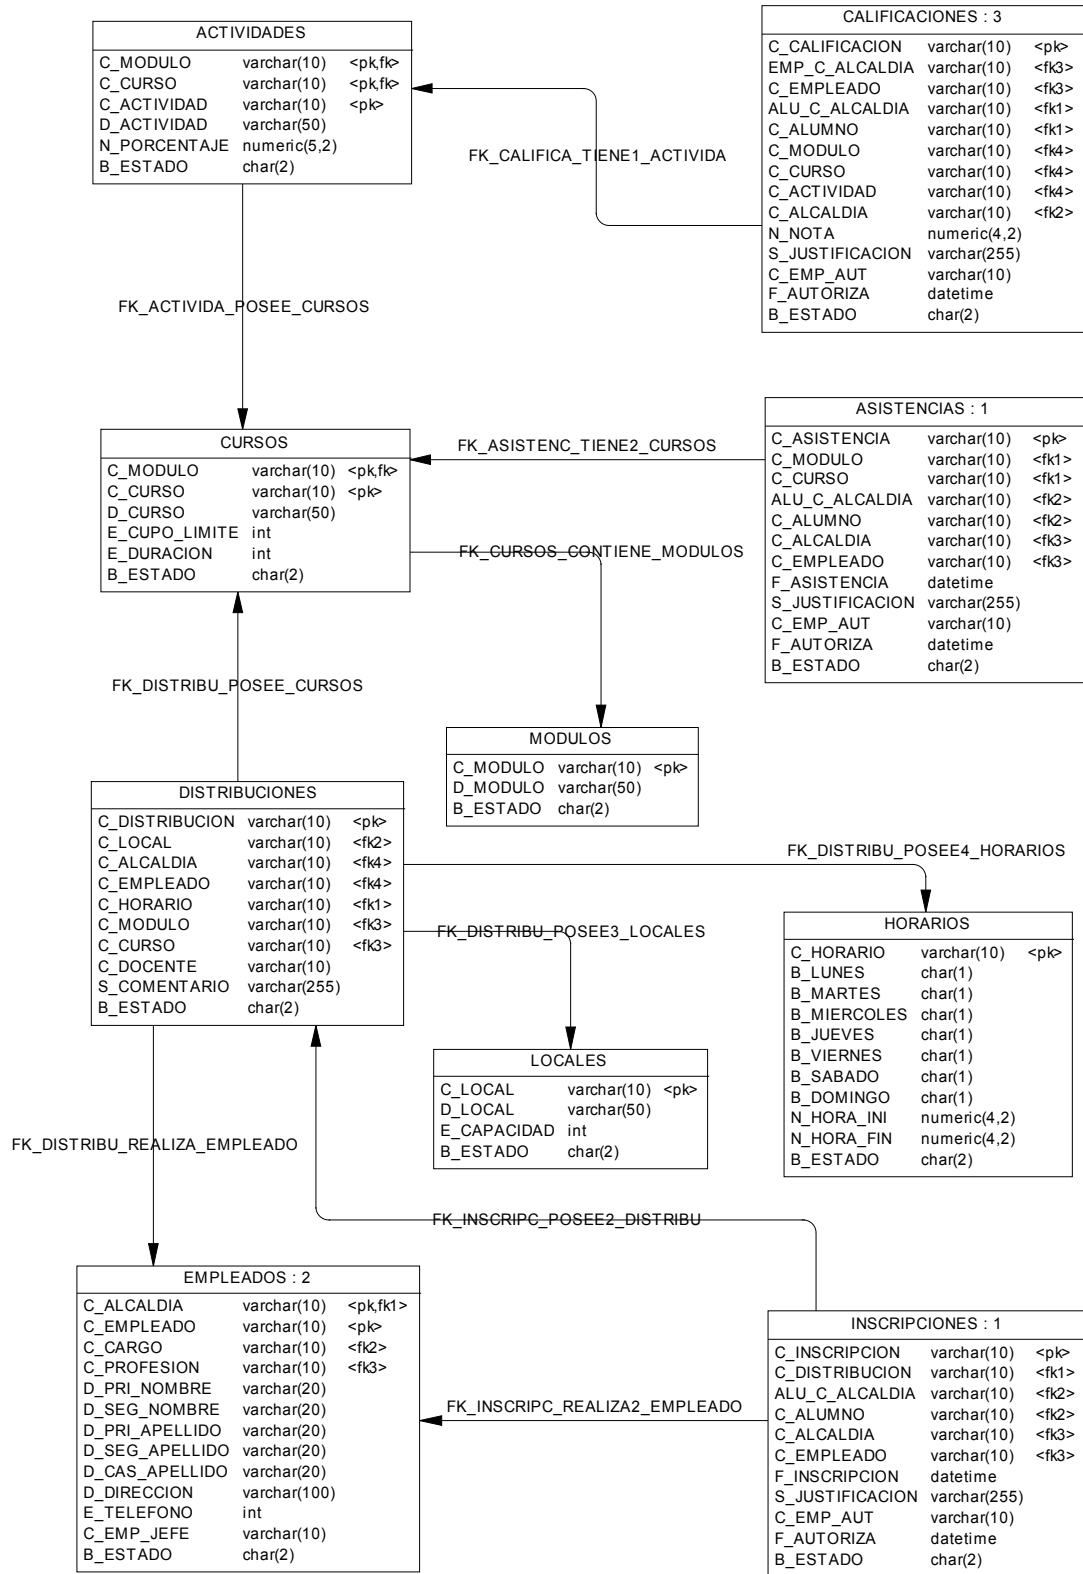 ACTIVIDADES
C_MODULO varchar(10) <pk,fk>
C_CURSO varchar(10) <pk,fk>
C_ACTIVIDAD varchar(10) <pk>
D_ACTIVIDAD varchar(50)
N_PORCENTAJE numeric(5,2)
B_ESTADO char(2)
CALIFICACIONES : 3
C_CALIFICACION varchar(10) <pk>
EMP_C_ALCALDIA varchar(10) <fk3>
C_EMPLEADO varchar(10) <fk3>
ALU_C_ALCALDIA varchar(10) <fk1>
C_ALUMNO varchar(10) <fk1>
C_MODULO varchar(10) <fk4>
C_CURSO varchar(10) <fk4>
C_ACTIVIDAD varchar(10) <fk4>
C_ALCALDIA varchar(10) <fk2>
N_NOTA numeric(4,2)
S_JUSTIFICACION varchar(255)
C_EMP_AUT varchar(10)
F_AUTORIZA datetime
B_ESTADO char(2)
FK_CALIFICA_TIENE1_ACTIVIDA
FK_ACTIVIDA_POSEE_CURSOS
CURSOS
C_MODULO varchar(10) <pk,fk>
C_CURSO varchar(10) <pk>
D_CURSO varchar(50)
E_CUPO_LIMITE int
E_DURACION int
B_ESTADO char(2)
FK_ASISTENC_TIENE2_CURSOS
ASISTENCIAS : 1
C_ASISTENCIA varchar(10) <pk>
C_MODULO varchar(10) <fk1>
C_CURSO varchar(10) <fk1>
ALU_C_ALCALDIA varchar(10) <fk2>
C_ALUMNO varchar(10) <fk2>
C_ALCALDIA varchar(10) <fk3>
C_EMPLEADO varchar(10) <fk3>
F_ASISTENCIA datetime
S_JUSTIFICACION varchar(255)
C_EMP_AUT varchar(10)
F_AUTORIZA datetime
B_ESTADO char(2)
FK_CURSOS_CONTIENE_MODULOS
FK_DISTRIBU_POSEE_CURSOS
MODULOS
C_MODULO varchar(10) <pk>
D_MODULO varchar(50)
B_ESTADO char(2)
DISTRIBUCIONES
C_DISTRIBUCION varchar(10) <pk>
C_LOCAL varchar(10) <fk2>
C_ALCALDIA varchar(10) <fk4>
C_EMPLEADO varchar(10) <fk4>
C_HORARIO varchar(10) <fk1>
C_MODULO varchar(10) <fk3>
C_CURSO varchar(10) <fk3>
C_DOCENTE varchar(10)
S_COMENTARIO varchar(255)
B_ESTADO char(2)
FK_DISTRIBU_POSEE4_HORARIOS
FK_DISTRIBU_POSEE3_LOCALES
HORARIOS
C_HORARIO varchar(10) <pk>
B_LUNES char(1)
B_MARTES char(1)
B_MIERCOLES char(1)
B_JUEVES char(1)
B_VIERNES char(1)
B_SABADO char(1)
B_DOMINGO char(1)
N_HORA_INI numeric(4,2)
N_HORA_FIN numeric(4,2)
B_ESTADO char(2)
LOCALES
C_LOCAL varchar(10) <pk>
D_LOCAL varchar(50)
E_CAPACIDAD int
B_ESTADO char(2)
FK_DISTRIBU_REALIZA_EMPLEADO
FK_INSCRIPC_POSEE2_DISTRIBU
EMPLEADOS : 2
C_ALCALDIA varchar(10) <pk,fk1>
C_EMPLEADO varchar(10) <pk>
C_CARGO varchar(10) <fk2>
C_PROFESION varchar(10) <fk3>
D_PRI_NOMBRE varchar(20)
D_SEG_NOMBRE varchar(20)
D_PRI_APELLIDO varchar(20)
D_SEG_APELLIDO varchar(20)
D_CAS_APELLIDO varchar(20)
D_DIRECCION varchar(100)
E_TELEFONO int
C_EMP_JEFE varchar(10)
B_ESTADO char(2)
FK_INSCRIPC_REALIZA2_EMPLEADO
INSCRIPCIONES : 1
C_INSCRIPCION varchar(10) <pk>
C_DISTRIBUCION varchar(10) <fk1>
ALU_C_ALCALDIA varchar(10) <fk2>
C_ALUMNO varchar(10) <fk2>
C_ALCALDIA varchar(10) <fk3>
C_EMPLEADO varchar(10) <fk3>
F_INSCRIPCION datetime
S_JUSTIFICACION varchar(255)
C_EMP_AUT varchar(10)
F_AUTORIZA datetime
B_ESTADO char(2)